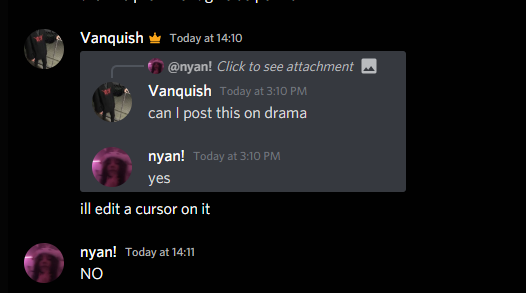 Vanquish Today at 14:10
@nyan! Click to see attachment
Vanquish Today at 3:10 PM
can I post this on drama
nyan! Today at 3:10 PM
yes
ill edit a cursor on it
nyan! Today at 14:11
NO